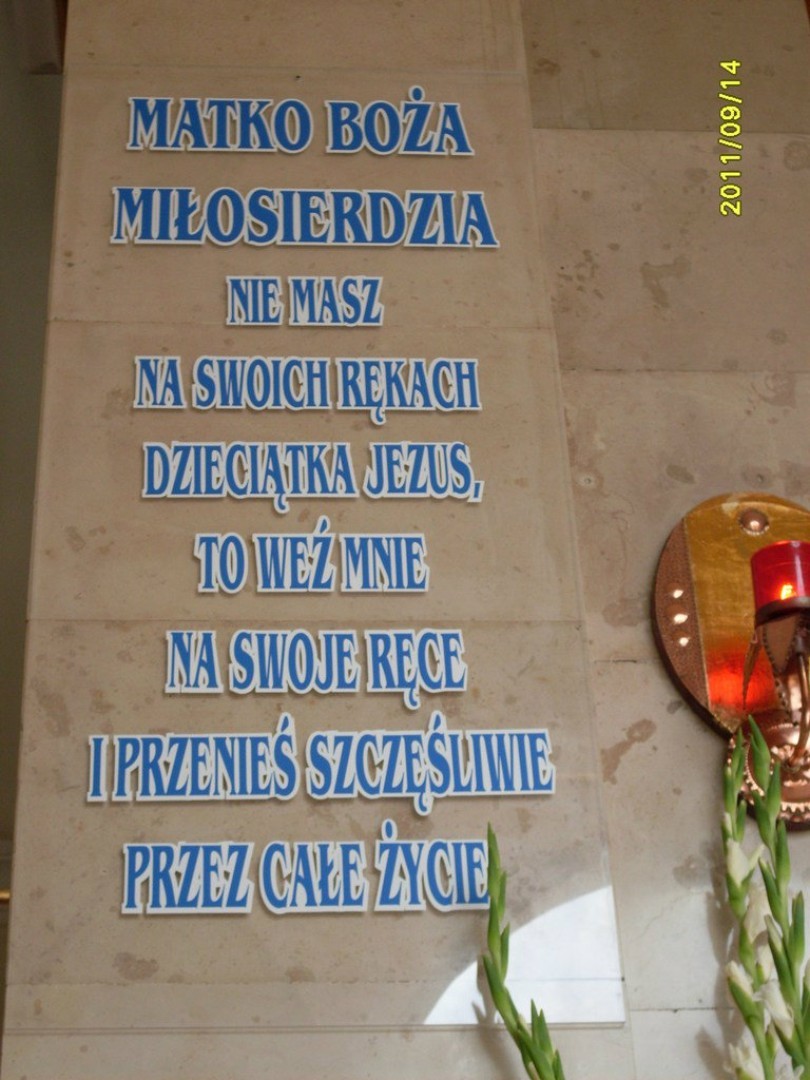 MATKO BOŻA
MIŁOSIERDZIA
NIE MASZ
NA SWOICH RĘKACH
DZIECIĄTKA JEZUS,
TO WEŹ MNIE
NA SWOJE RĘCE
I PRZENIEŚ SZCZĘŚLIWIE
PRZEZ CAŁE ŻYCIE
2011/09/14